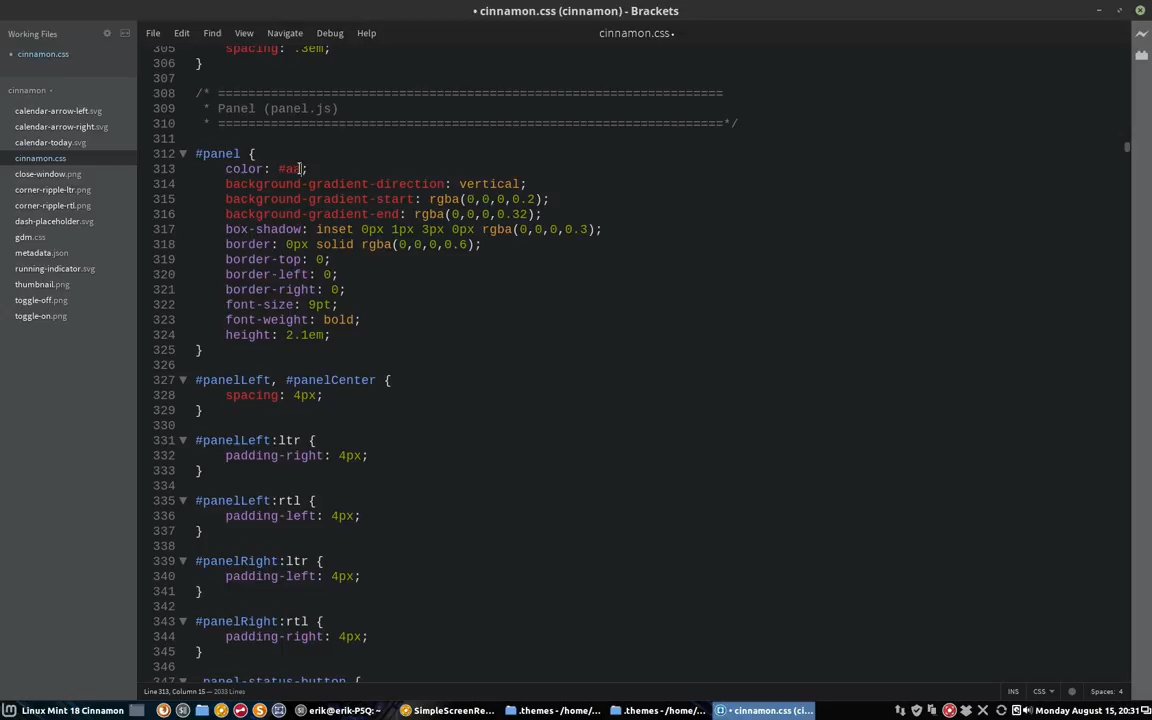 • cinnamon.css (cinnamon) - Brackets
Working Files
• cinnamon.css
cinnamon
calendar-arrow-left.svg
calendar-arrow-right.svg
calendar-today.svg
cinnamon.css
close-window.png
corner-ripple-ltr.png
corner-ripple-rtl.png
dash-placeholder.svg
gdm.css
metadata.json
running-indicator.svg
thumbnail.png
toggle-off.png
toggle-on.png
File Edit Find View Navigate Debug Help
cinnamon.css •
305 spacing: .3em;
306 }
307
308 /* ===================================================================
309 * Panel (panel.js)
310 * ===================================================================*/
311
312 #panel {
313 color: #aa;
314 background-gradient-direction: vertical;
315 background-gradient-start: rgba(0,0,0,0.2);
316 background-gradient-end: rgba(0,0,0,0.32);
317 box-shadow: inset 0px 1px 3px 0px rgba(0,0,0,0.3);
318 border: 0px solid rgba(0,0,0,0.6);
319 border-top: 0;
320 border-left: 0;
321 border-right: 0;
322 font-size: 9pt;
323 font-weight: bold;
324 height: 2.1em;
325 }
326
327 #panelLeft, #panelCenter {
328 spacing: 4px;
329 }
330
331 #panelLeft:ltr {
332 padding-right: 4px;
333 }
334
335 #panelLeft:rtl {
336 padding-left: 4px;
337 }
338
339 #panelRight:ltr {
340 padding-left: 4px;
341 }
342
343 #panelRight:rtl {
344 padding-right: 4px;
345 }
346
347 .panel-status-button {
Line 313, Column 15 — 2033 Lines
INS CSS Spaces: 4
Linux Mint 18 Cinnamon
erik@erik-P5Q: ~
SimpleScreenRe...
.themes - /home/...
.themes - /home/...
• cinnamon.css (ci...
Monday August 15, 20:31